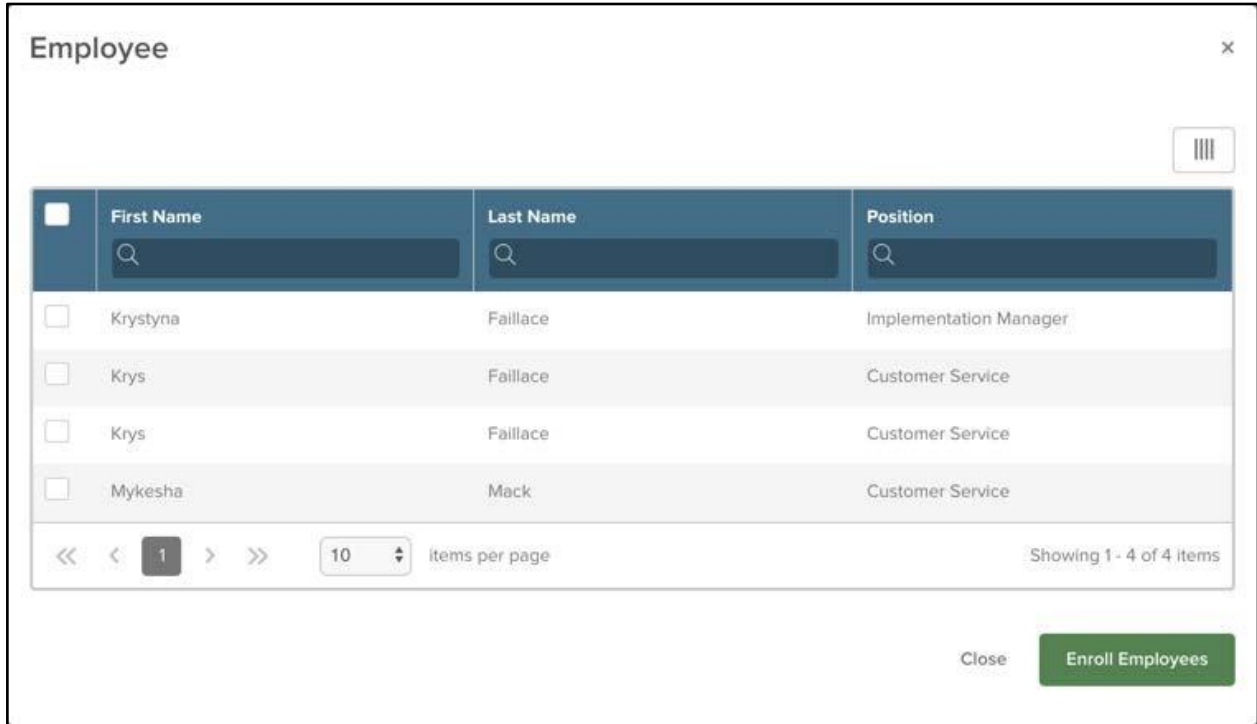 Employee
First Name Last Name Position
Krystyna Faillace Implementation Manager
Krys Faillace Customer Service
Krys Faillace Customer Service
Mykesha Mack Customer Service
1 10 items per page Showing 1 - 4 of 4 items
Close Enroll Employees